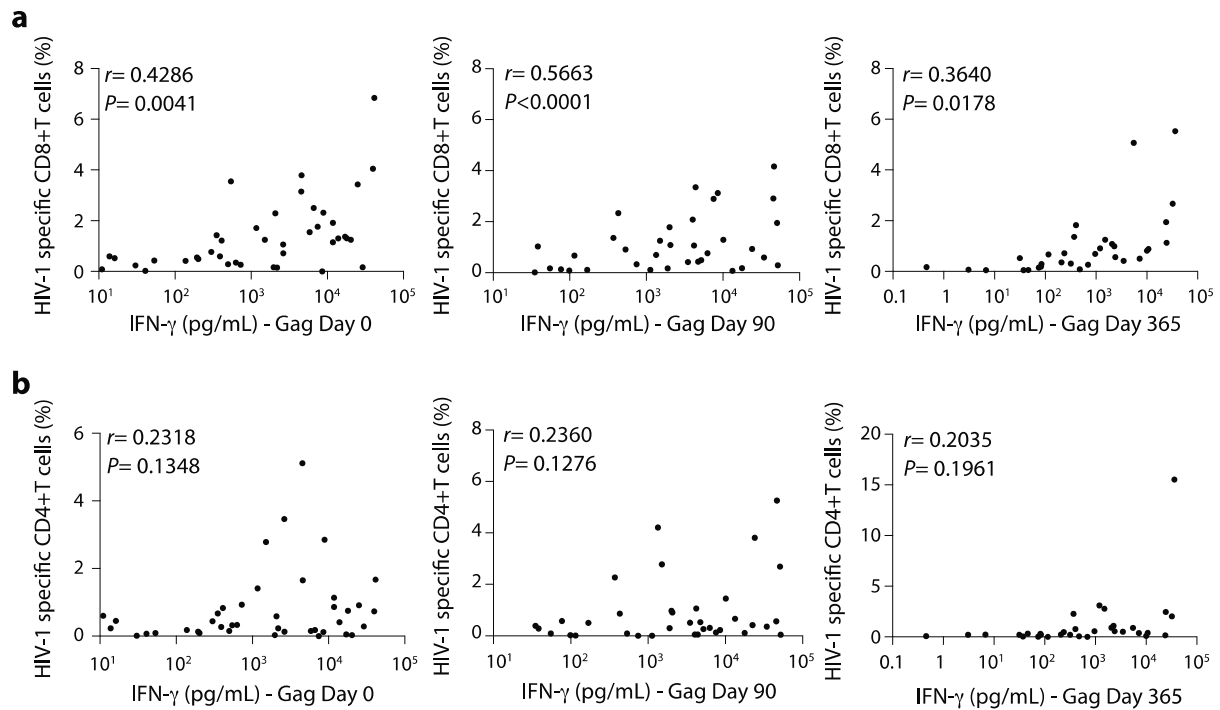 a
HIV-1 specific CD8+T cells (%)
8
6
4
2
0
r= 0.4286
P= 0.0041
10¹ 10² 10³ 10⁴ 10⁵
IFN-γ (pg/mL) - Gag Day 0
HIV-1 specific CD8+T cells (%)
8
6
4
2
0
r= 0.5663
P<0.0001
10¹ 10² 10³ 10⁴ 10⁵
IFN-γ (pg/mL) - Gag Day 90
HIV-1 specific CD8+T cells (%)
8
6
4
2
0
r= 0.3640
P= 0.0178
0.1 10¹ 10² 10³ 10⁴ 10⁵
IFN-γ (pg/mL) - Gag Day 365
b
HIV-1 specific CD4+T cells (%)
6
4
2
0
r= 0.2318
P= 0.1348
10¹ 10² 10³ 10⁴ 10⁵
IFN-γ (pg/mL) - Gag Day 0
HIV-1 specific CD4+T cells (%)
8
6
4
2
0
r= 0.2360
P= 0.1276
10¹ 10² 10³ 10⁴ 10⁵
IFN-γ (pg/mL) - Gag Day 90
HIV-1 specific CD4+T cells (%)
20
15
10
5
0
r= 0.2035
P= 0.1961
0.1 1 10¹ 10² 10³ 10⁴ 10⁵
IFN-γ (pg/mL) - Gag Day 365